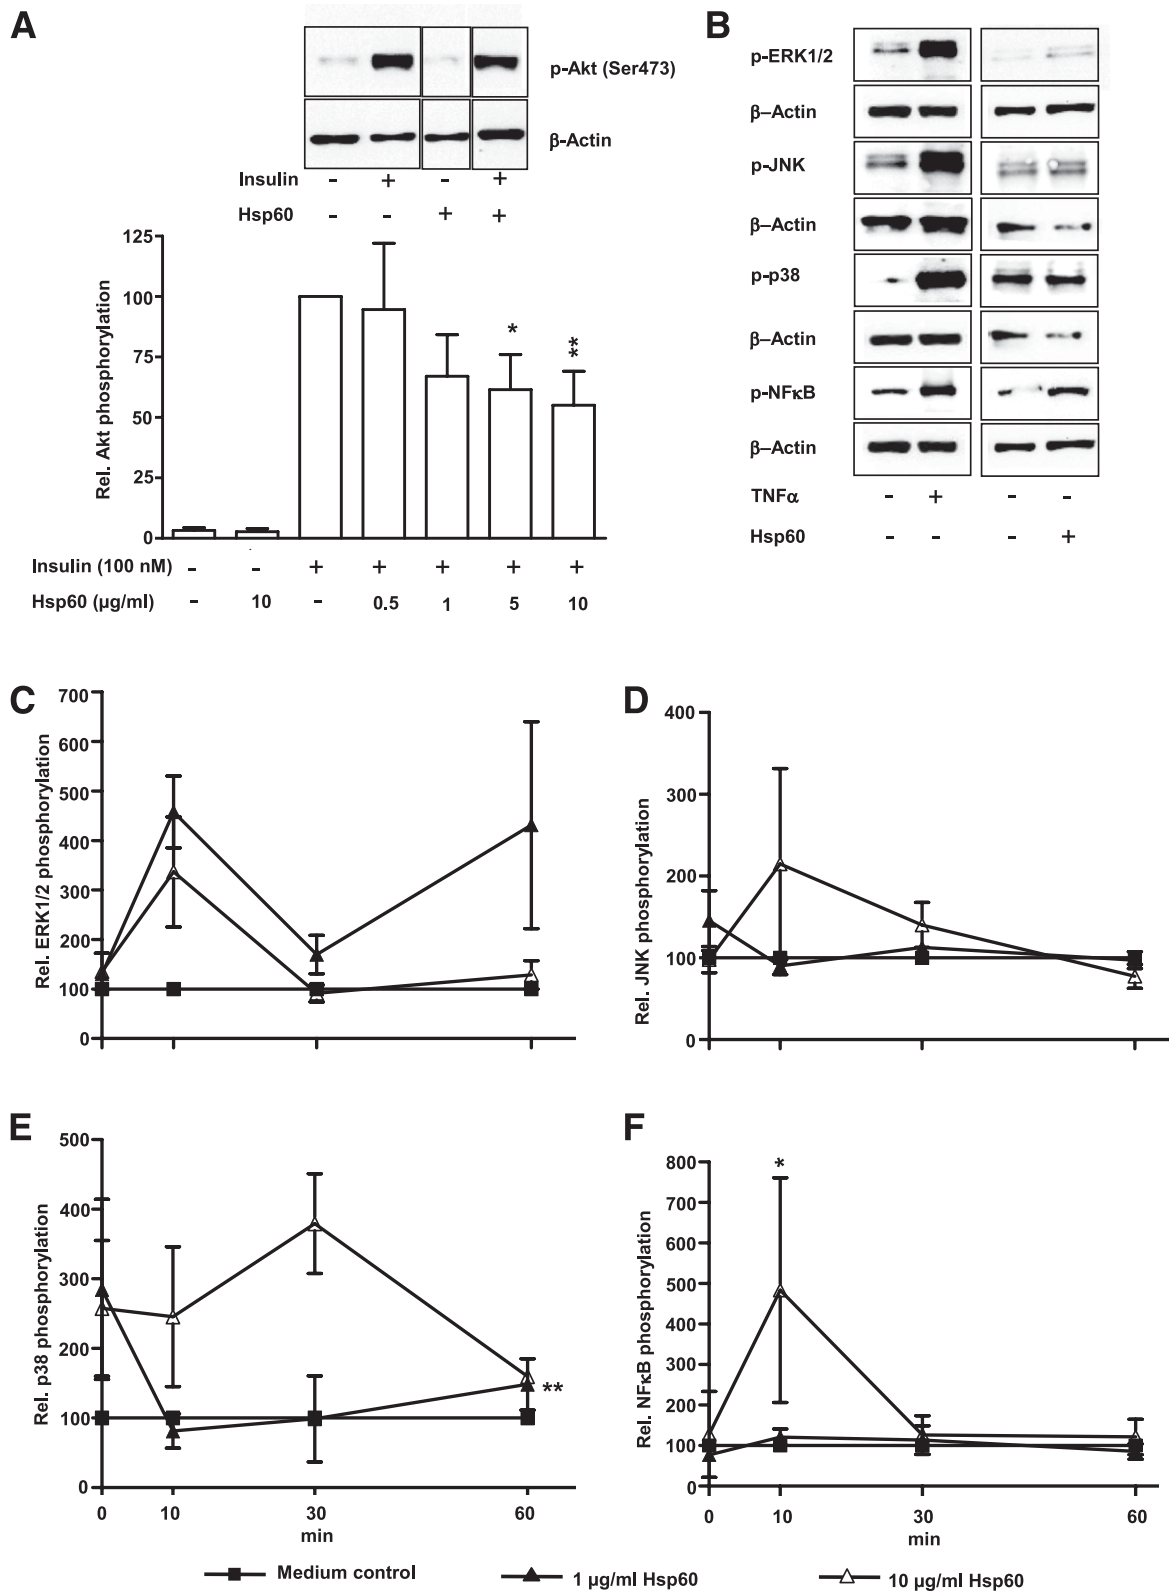 A
p-Akt (Ser473)
β-Actin
Insulin - + - +
Hsp60 - - + +
Rel. Akt phosphorylation
125
100
75
50
25
0
*
**
Insulin (100 nM) - - + + + + +
Hsp60 (µg/ml) - 10 - 0.5 1 5 10
B
p-ERK1/2
β–Actin
p-JNK
β–Actin
p-p38
β–Actin
p-NFκB
β–Actin
TNFα - + - -
Hsp60 - - - +
C
Rel. ERK1/2 phosphorylation
700
600
500
400
300
200
100
0
D
Rel. JNK phosphorylation
400
300
200
100
0
E
Rel. p38 phosphorylation
500
400
300
200
100
0
**
0 10 30 60
min
F
Rel. NFκB phosphorylation
800
700
600
500
400
300
200
100
0
*
0 10 30 60
min
Medium control 1 µg/ml Hsp60 10 µg/ml Hsp60